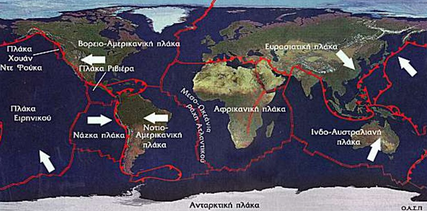 Πλάκα
Χουάν
Ντε Φούκα
Βορειο-Αμερικανική πλάκα
Πλάκα Ριβιέρα
Ευρασιατική πλάκα
Πλάκα
Ειρηνικού
Νάζκα πλάκα
Νοτιο-
Αμερικανική
πλάκα
Μεσο-Ωκεάνια
ράχη Ατλαντικού
Αφρικανική πλάκα
Ινδο-Αυστραλιανή
πλάκα
Ανταρκτική πλάκα
Ο.Α.Σ.Π